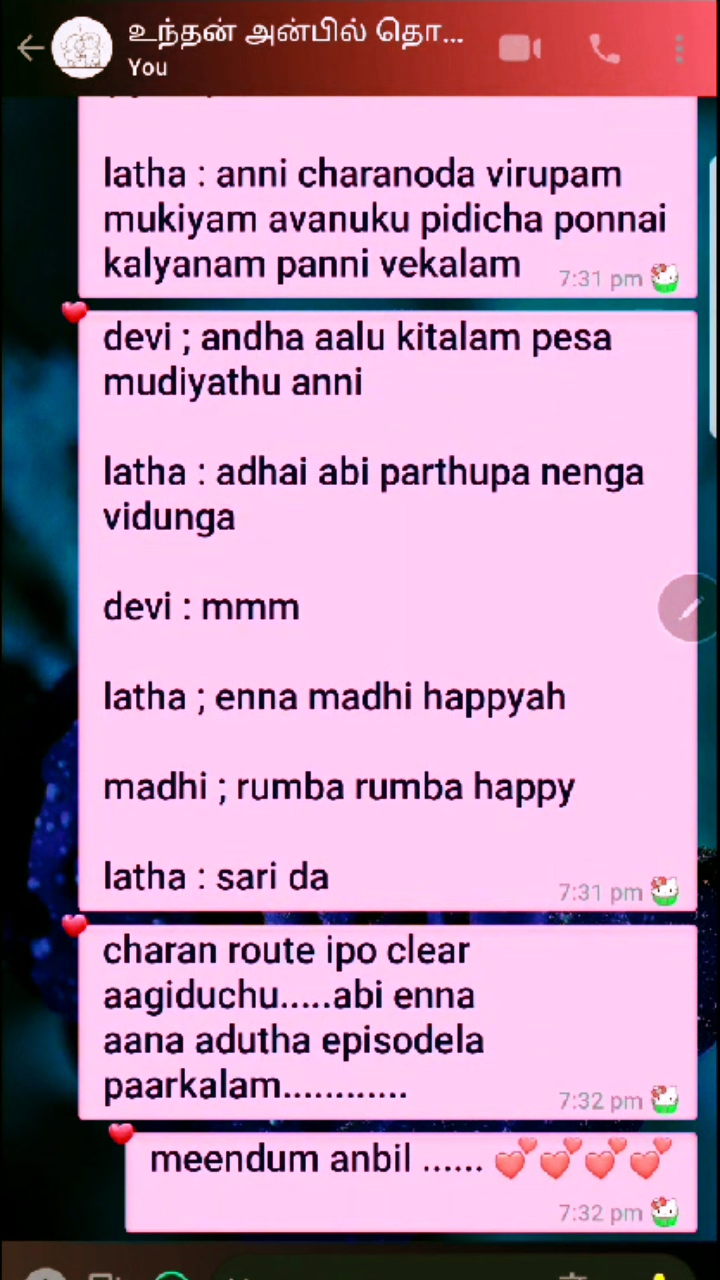 உந்தன் அன்பில் தொ...
You
latha : anni charanoda virupam
mukiyam avanuku pidicha ponnai
kalyanam panni vekalam
7:31 pm
devi ; andha aalu kitalam pesa
mudiyathu anni
latha : adhai abi parthupa nenga
vidunga
devi : mmm
latha ; enna madhi happyah
madhi ; rumba rumba happy
latha : sari da
7:31 pm
charan route ipo clear
aagiduchu.....abi enna
aana adutha episodela
paarkalam............
7:32 pm
meendum anbil ...... 💕💕💕💕
7:32 pm